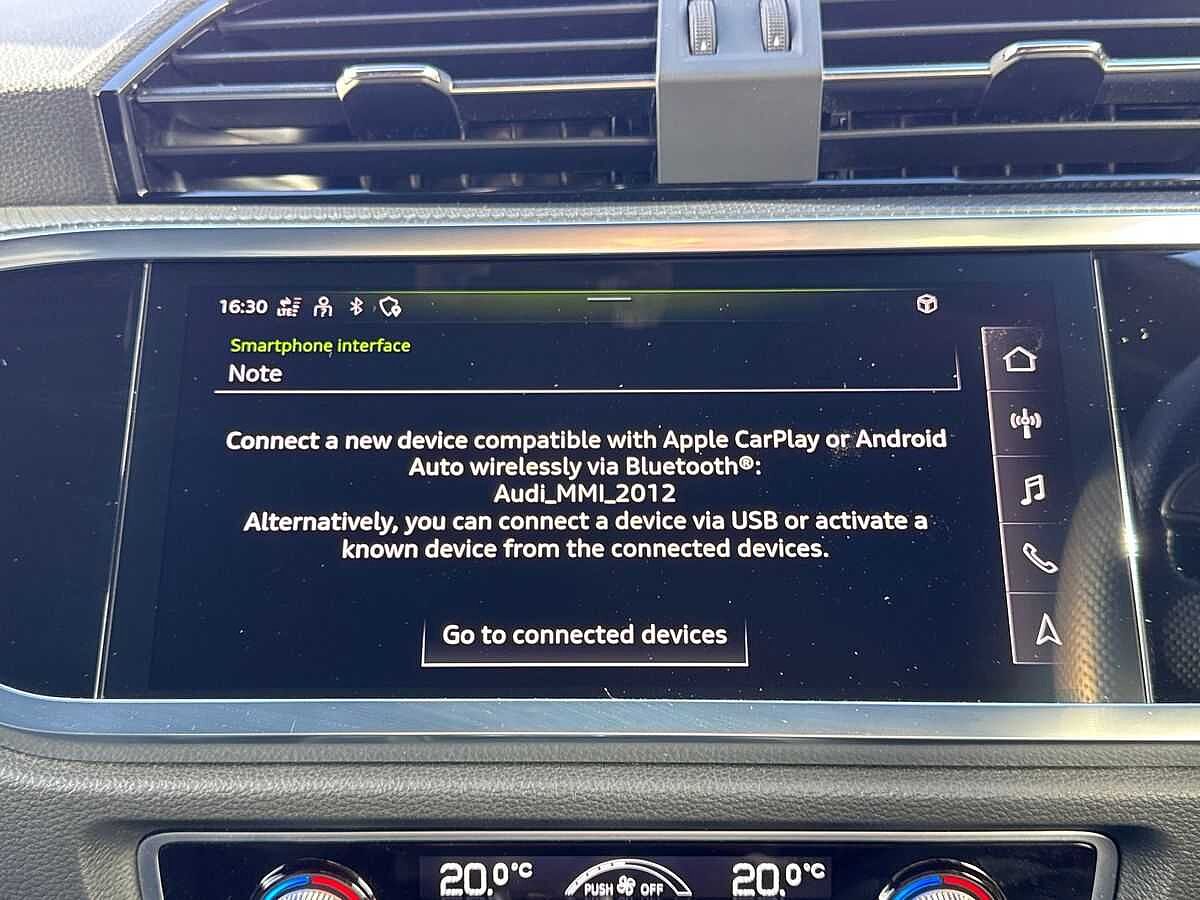 16:30 LTE
Smartphone interface
Note
Connect a new device compatible with Apple CarPlay or Android
Auto wirelessly via Bluetooth®:
Audi_MMI_2012
Alternatively, you can connect a device via USB or activate a
known device from the connected devices.
Go to connected devices
20.0°C PUSH OFF 20.0°C